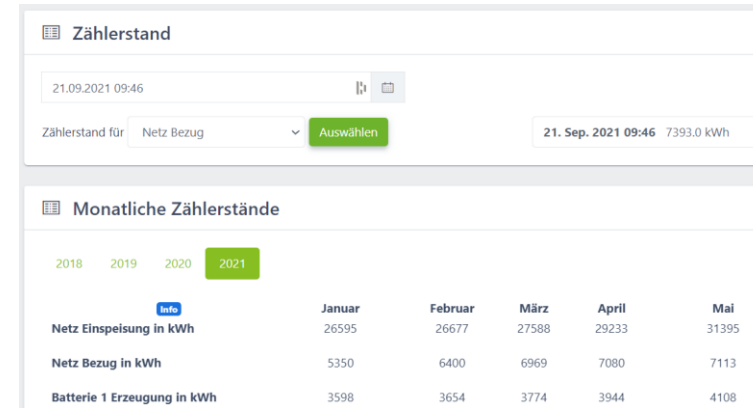 Zählerstand
21.09.2021 09:46
Zählerstand für Netz Bezug Auswählen 21. Sep. 2021 09:46 7393.0 kWh
Monatliche Zählerstände
2018 2019 2020 2021
Info Januar Februar März April Mai
Netz Einspeisung in kWh 26595 26677 27588 29233 31395
Netz Bezug in kWh 5350 6400 6969 7080 7113
Batterie 1 Erzeugung in kWh 3598 3654 3774 3944 4108